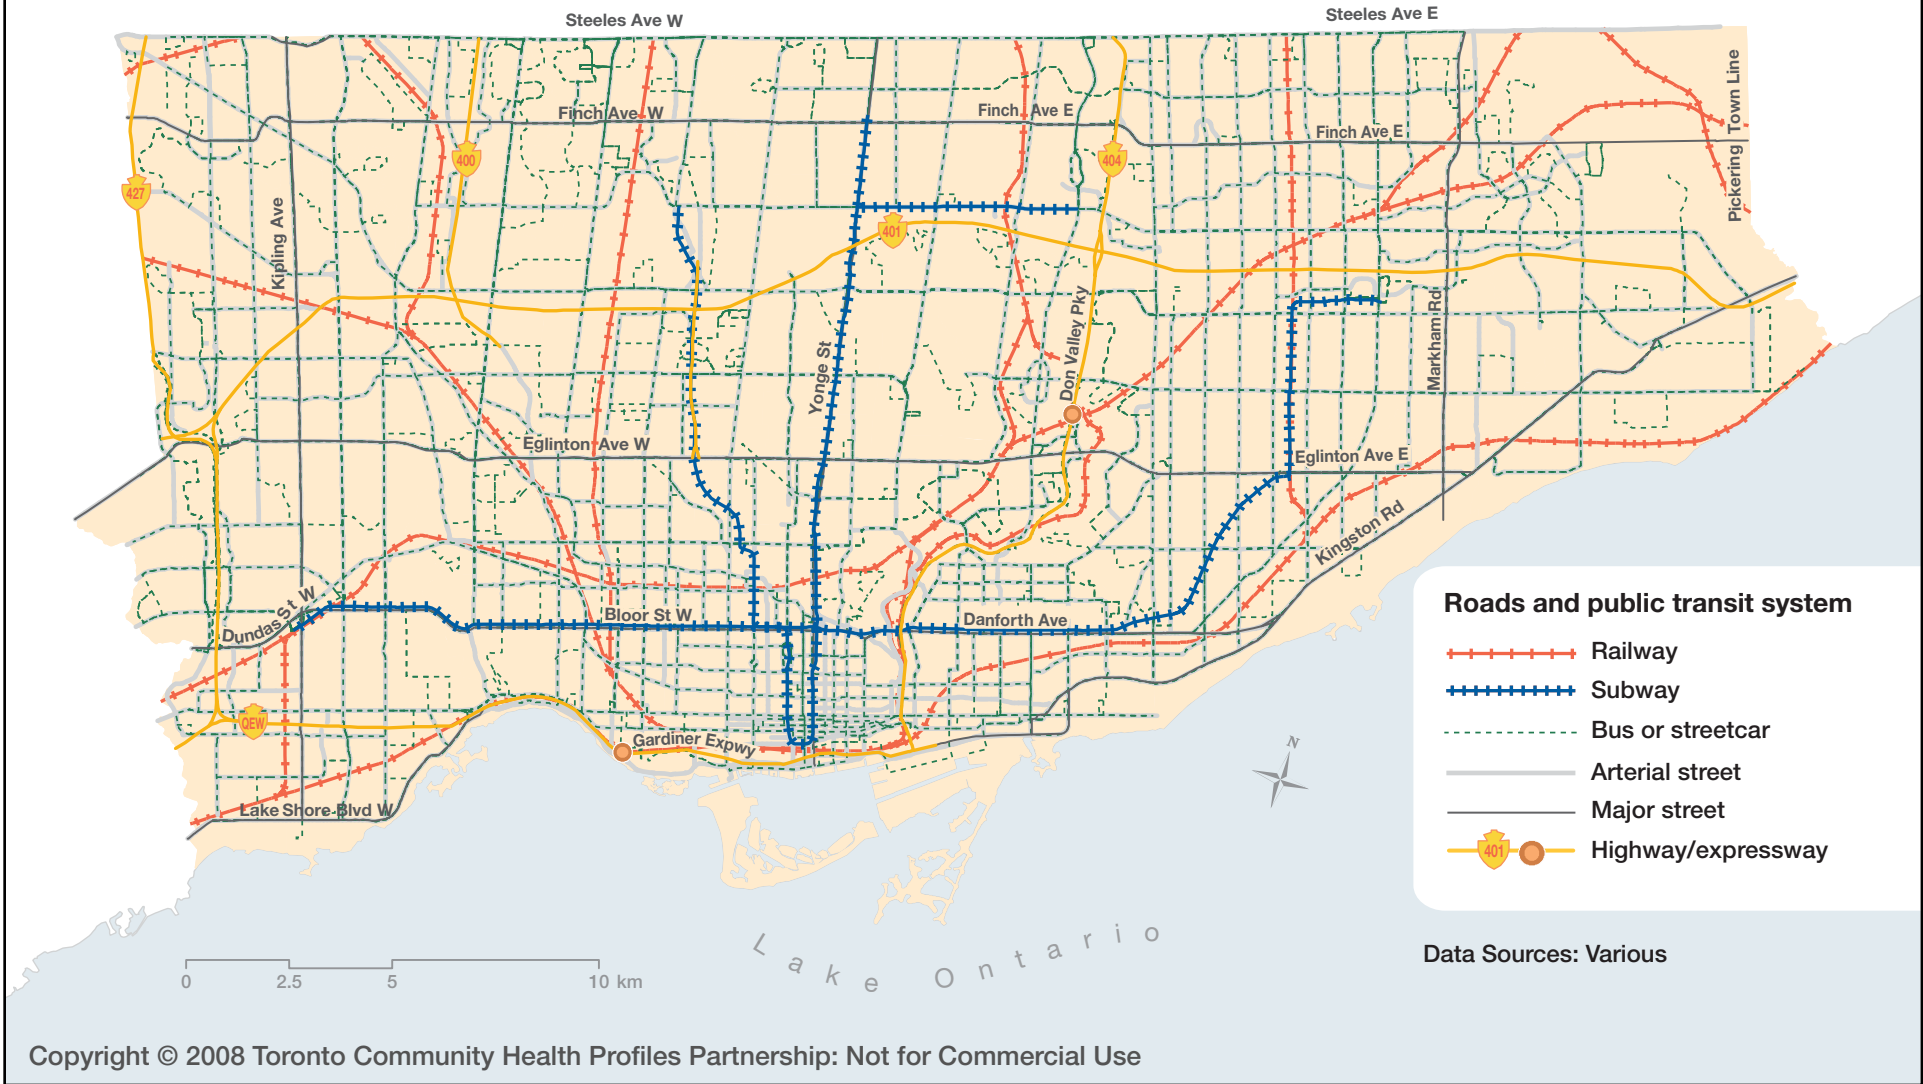 Steeles Ave W
Steeles Ave E
Finch Ave W
Finch Ave E
Finch Ave E
Pickering Town Line
400
404
427
401
Kipling Ave
Yonge St
Don Valley Pky
Markham Rd
Eglinton Ave W
Eglinton Ave E
Kingston Rd
Dundas St W
Bloor St W
Danforth Ave
QEW
Gardiner Expwy
Lake Shore Blvd W
N
Lake Ontario
0 2.5 5 10 km
Roads and public transit system
Railway
Subway
Bus or streetcar
Arterial street
Major street
401 Highway/expressway
Data Sources: Various
Copyright © 2008 Toronto Community Health Profiles Partnership: Not for Commercial Use